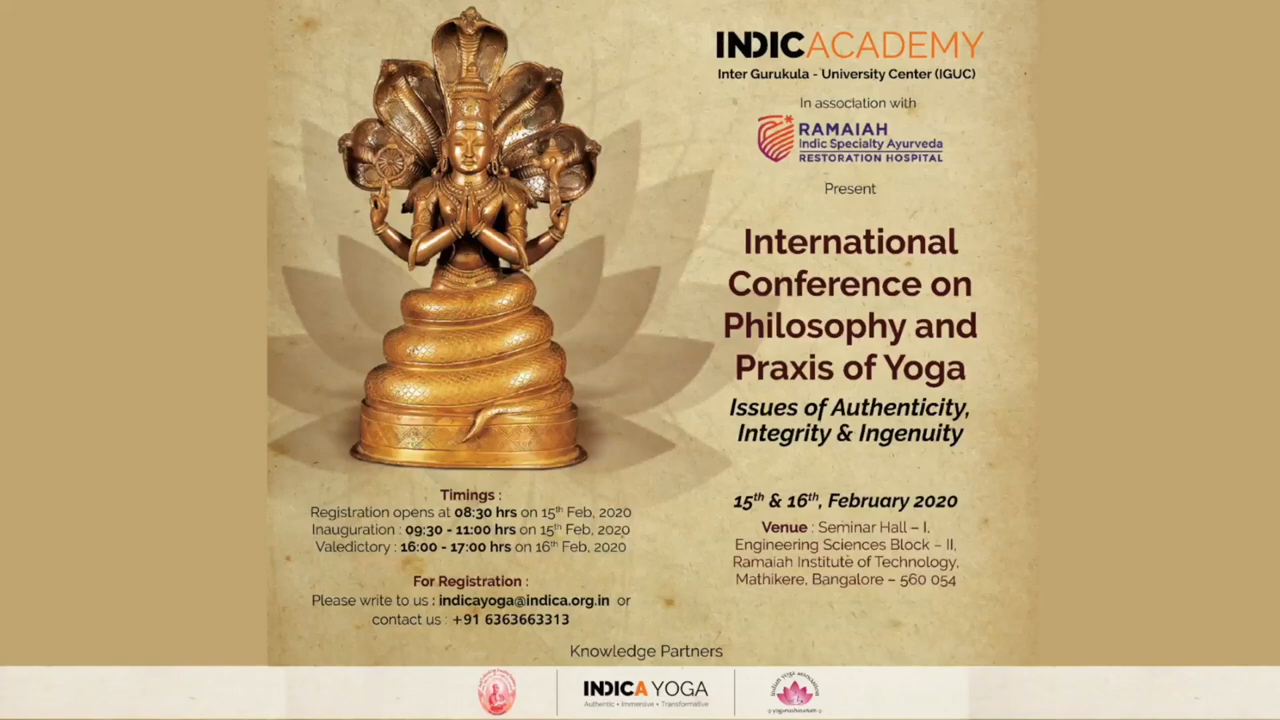 INDICACADEMY
Inter Gurukula - University Center (IGUC)
In association with
RAMAIAH
Indic Specialty Ayurveda
RESTORATION HOSPITAL
Present
International
Conference on
Philosophy and
Praxis of Yoga
Issues of Authenticity,
Integrity & Ingenuity
15th & 16th, February 2020
Venue : Seminar Hall – I,
Engineering Sciences Block – II,
Ramaiah Institute of Technology,
Mathikere, Bangalore – 560 054
Timings :
Registration opens at 08:30 hrs on 15th Feb, 2020
Inauguration : 09:30 - 11:00 hrs on 15th Feb, 2020
Valedictory : 16:00 - 17:00 hrs on 16th Feb, 2020
For Registration :
Please write to us : indicayoga@indica.org.in or
contact us : +91 6363663313
Knowledge Partners
INDICA YOGA
Authentic • Immersive • Transformative
indian yoga association